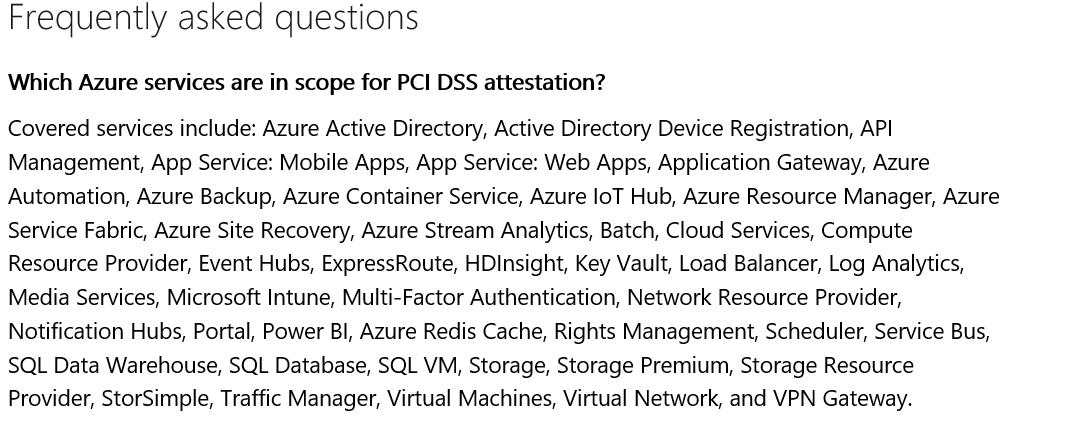 Frequently asked questions
Which Azure services are in scope for PCI DSS attestation?
Covered services include: Azure Active Directory, Active Directory Device Registration, API
Management, App Service: Mobile Apps, App Service: Web Apps, Application Gateway, Azure
Automation, Azure Backup, Azure Container Service, Azure IoT Hub, Azure Resource Manager, Azure
Service Fabric, Azure Site Recovery, Azure Stream Analytics, Batch, Cloud Services, Compute
Resource Provider, Event Hubs, ExpressRoute, HDInsight, Key Vault, Load Balancer, Log Analytics,
Media Services, Microsoft Intune, Multi-Factor Authentication, Network Resource Provider,
Notification Hubs, Portal, Power BI, Azure Redis Cache, Rights Management, Scheduler, Service Bus,
SQL Data Warehouse, SQL Database, SQL VM, Storage, Storage Premium, Storage Resource
Provider, StorSimple, Traffic Manager, Virtual Machines, Virtual Network, and VPN Gateway.